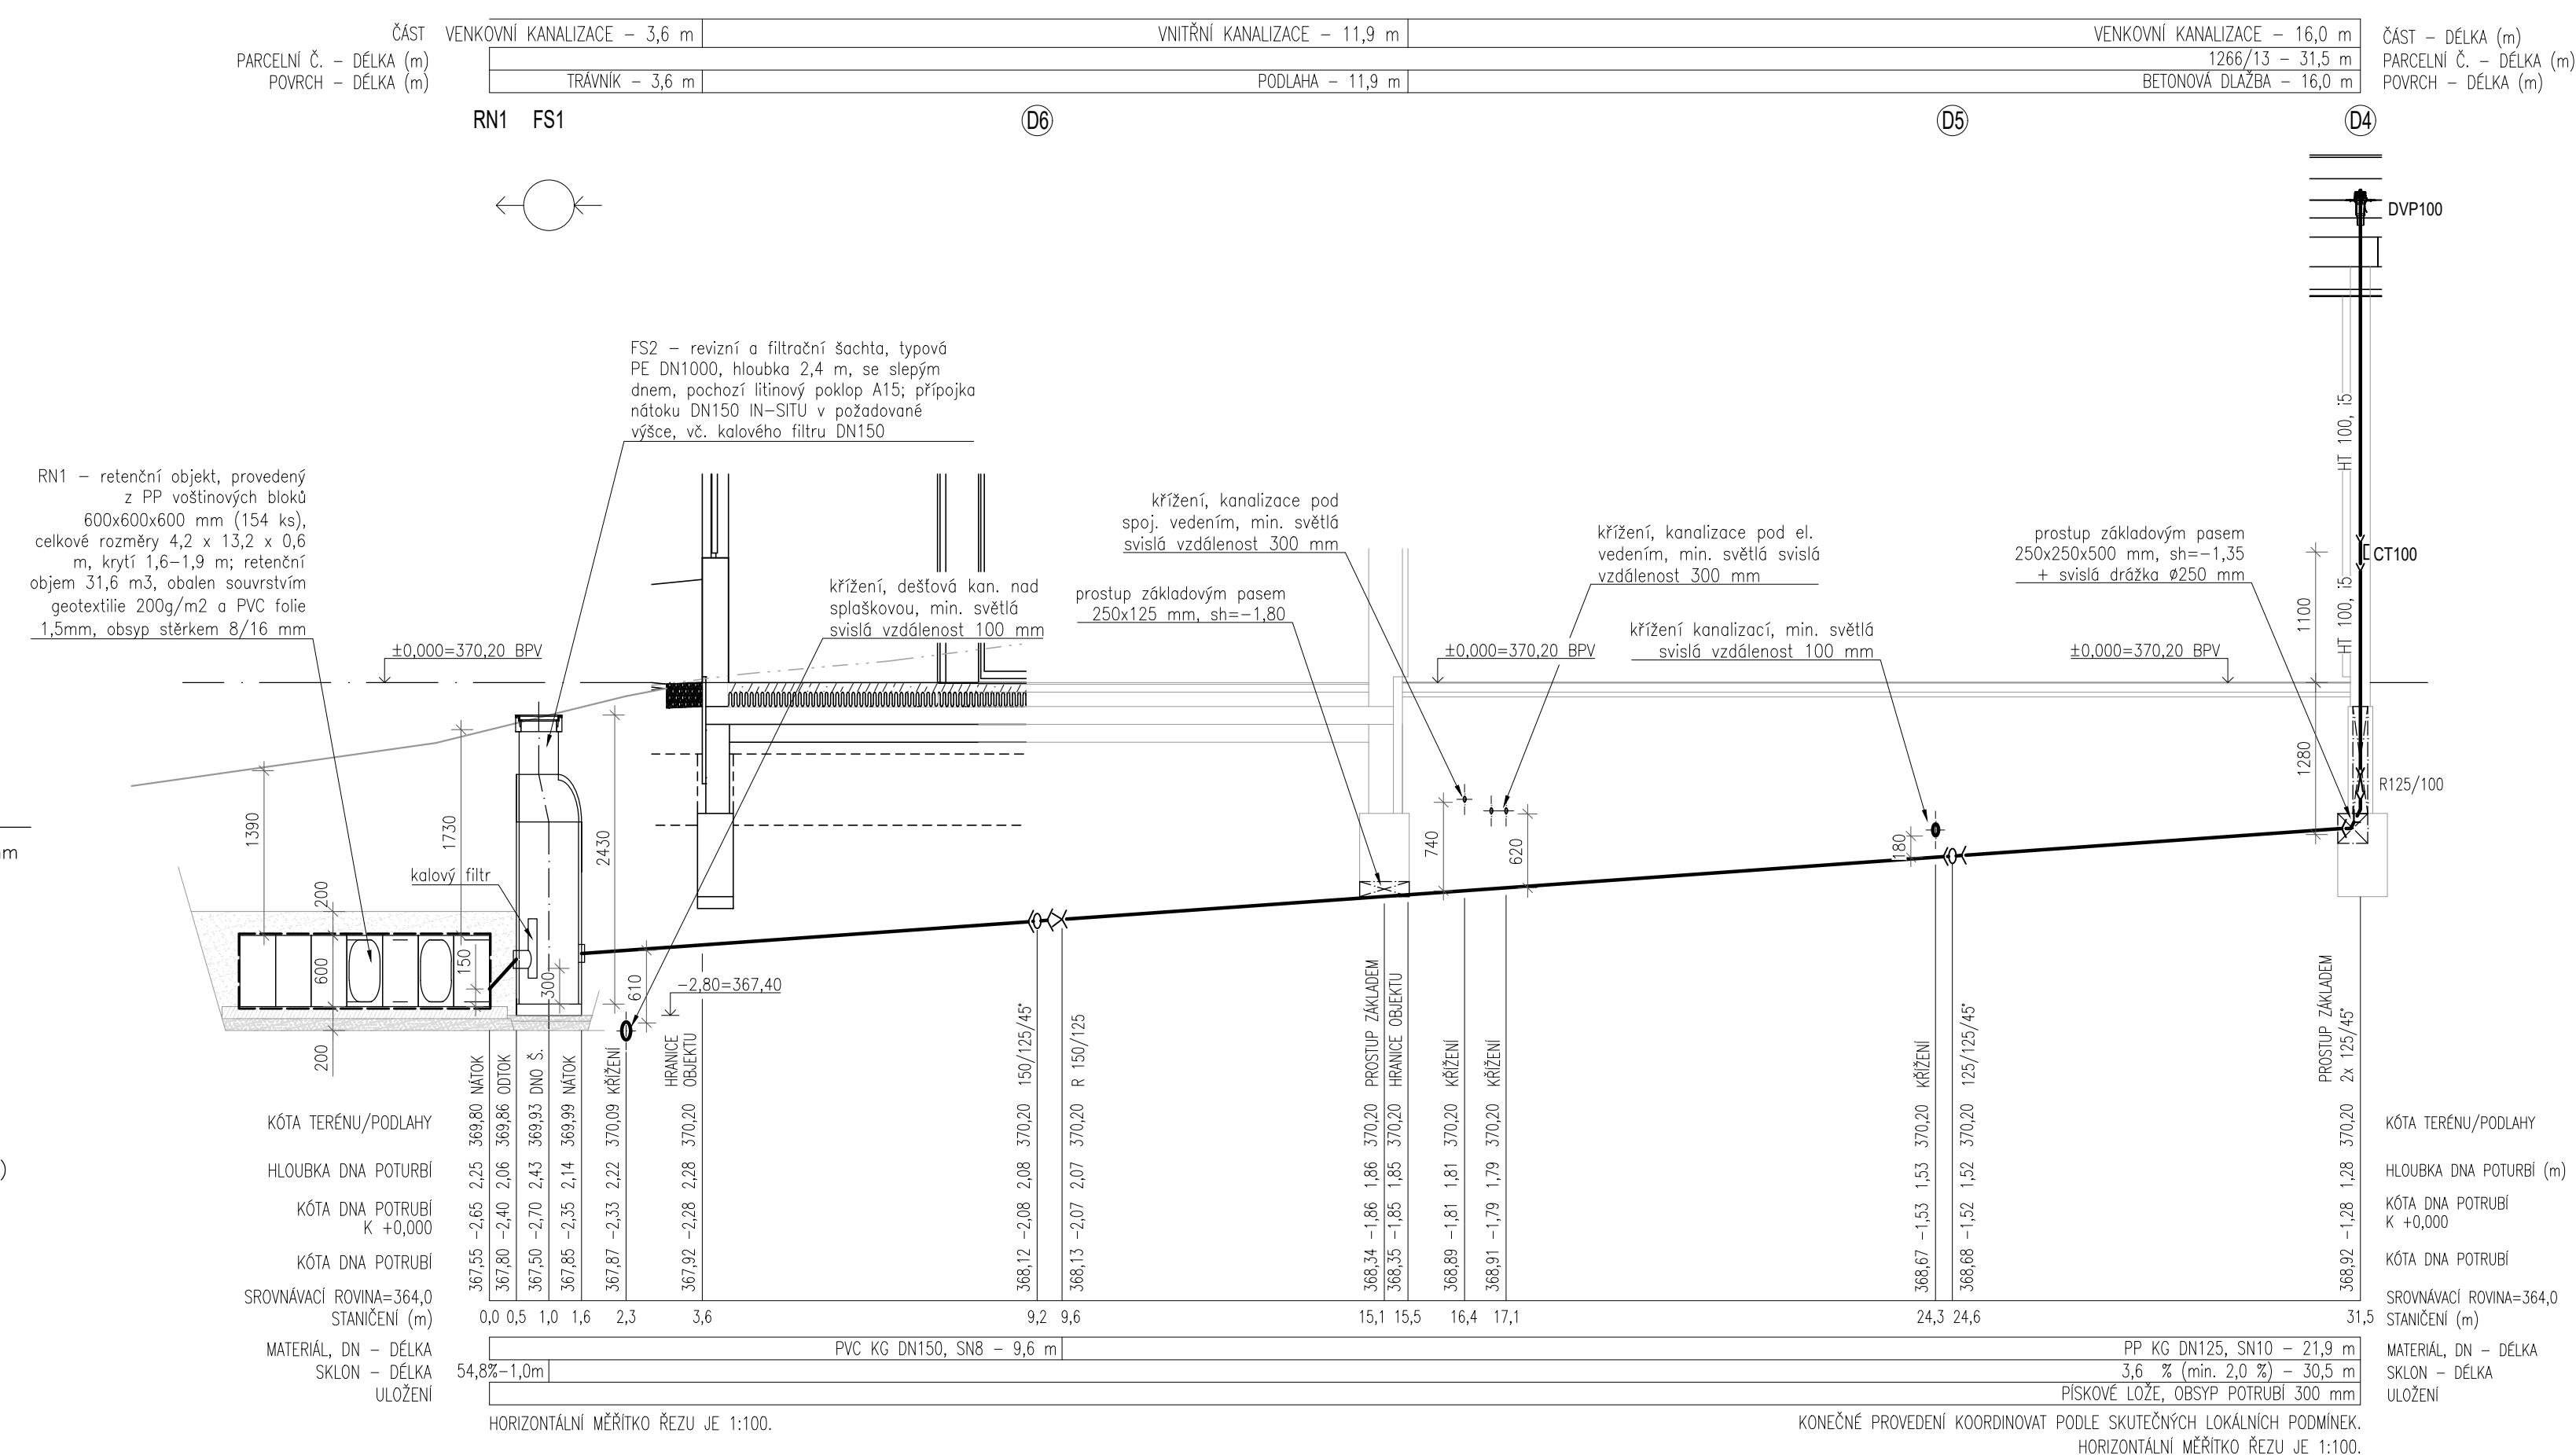 ČÁST VENKOVNÍ KANALIZACE – 3,6 m VNITŘNÍ KANALIZACE – 11,9 m VENKOVNÍ KANALIZACE – 16,0 m ČÁST – DÉLKA (m)
PARCELNÍ Č. – DÉLKA (m) 1266/13 – 31,5 m PARCELNÍ Č. – DÉLKA (m)
POVRCH – DÉLKA (m) TRÁVNÍK – 3,6 m PODLAHA – 11,9 m BETONOVÁ DLAŽBA – 16,0 m POVRCH – DÉLKA (m)
RN1 FS1 D6 D5 D4
DVP100
FS2 – revizní a filtrační šachta, typová
PE DN1000, hloubka 2,4 m, se slepým
dnem, pochozí litinový poklop A15; přípojka
nátoku DN150 IN–SITU v požadované
výšce, vč. kalového filtru DN150
RN1 – retenční objekt, provedený
z PP voštinových bloků
600x600x600 mm (154 ks),
celkové rozměry 4,2 x 13,2 x 0,6
m, krytí 1,6–1,9 m; retenční
objem 31,6 m3, obalen souvrstvím
geotextilie 200g/m2 a PVC folie
1,5mm, obsyp stěrkem 8/16 mm
křížení, dešťová kan. nad
splaškovou, min. světlá
svislá vzdálenost 100 mm
křížení, kanalizace pod
spoj. vedením, min. světlá
svislá vzdálenost 300 mm
prostup základovým pasem
250x125 mm, sh=–1,80
křížení, kanalizace pod el.
vedením, min. světlá svislá
vzdálenost 300 mm
křížení kanalizací, min. světlá
svislá vzdálenost 100 mm
prostup základovým pasem
250x250x500 mm, sh=–1,35
+ svislá drážka ø250 mm
HT 100, i5
CT100
HT 100, i5
1100
1280
R125/100
±0,000=370,20 BPV
±0,000=370,20 BPV
±0,000=370,20 BPV
1390
1730
2430
kalový filtr
200
600
150
300
200
610
–2,80=367,40
740
620
180
NÁTOK
ODTOK
DNO Š.
NÁTOK
KŘÍŽENÍ
HRANICE
OBJEKTU
150/125/45°
R 150/125
PROSTUP ZÁKLADEM
HRANICE OBJEKTU
KŘÍŽENÍ
KŘÍŽENÍ
KŘÍŽENÍ
125/125/45°
PROSTUP ZÁKLADEM
2x 125/45°
KÓTA TERÉNU/PODLAHY 369,80 369,86 369,93 369,99 370,09 370,20 370,20 370,20 370,20 370,20 370,20 370,20 370,20 370,20 370,20 KÓTA TERÉNU/PODLAHY
HLOUBKA DNA POTURBÍ 2,25 2,06 2,43 2,14 2,22 2,28 2,08 2,07 1,86 1,85 1,81 1,79 1,53 1,52 1,28 HLOUBKA DNA POTURBÍ (m)
KÓTA DNA POTRUBÍ
K +0,000 –2,65 –2,40 –2,70 –2,35 –2,33 –2,28 –2,08 –2,07 –1,86 –1,85 –1,81 –1,79 –1,53 –1,52 –1,28 KÓTA DNA POTRUBÍ
K +0,000
KÓTA DNA POTRUBÍ 367,55 367,80 367,50 367,85 367,87 367,92 368,12 368,13 368,34 368,35 368,89 368,91 368,67 368,68 368,92 KÓTA DNA POTRUBÍ
SROVNÁVACÍ ROVINA=364,0 SROVNÁVACÍ ROVINA=364,0
STANIČENÍ (m) 0,0 0,5 1,0 1,6 2,3 3,6 9,2 9,6 15,1 15,5 16,4 17,1 24,3 24,6 31,5 STANIČENÍ (m)
MATERIÁL, DN – DÉLKA PVC KG DN150, SN8 – 9,6 m PP KG DN125, SN10 – 21,9 m MATERIÁL, DN – DÉLKA
SKLON – DÉLKA 54,8%–1,0m 3,6 % (min. 2,0 %) – 30,5 m SKLON – DÉLKA
ULOŽENÍ PÍSKOVÉ LOŽE, OBSYP POTRUBÍ 300 mm ULOŽENÍ
HORIZONTÁLNÍ MĚŘÍTKO ŘEZU JE 1:100. KONEČNÉ PROVEDENÍ KOORDINOVAT PODLE SKUTEČNÝCH LOKÁLNÍCH PODMÍNEK.
HORIZONTÁLNÍ MĚŘÍTKO ŘEZU JE 1:100.